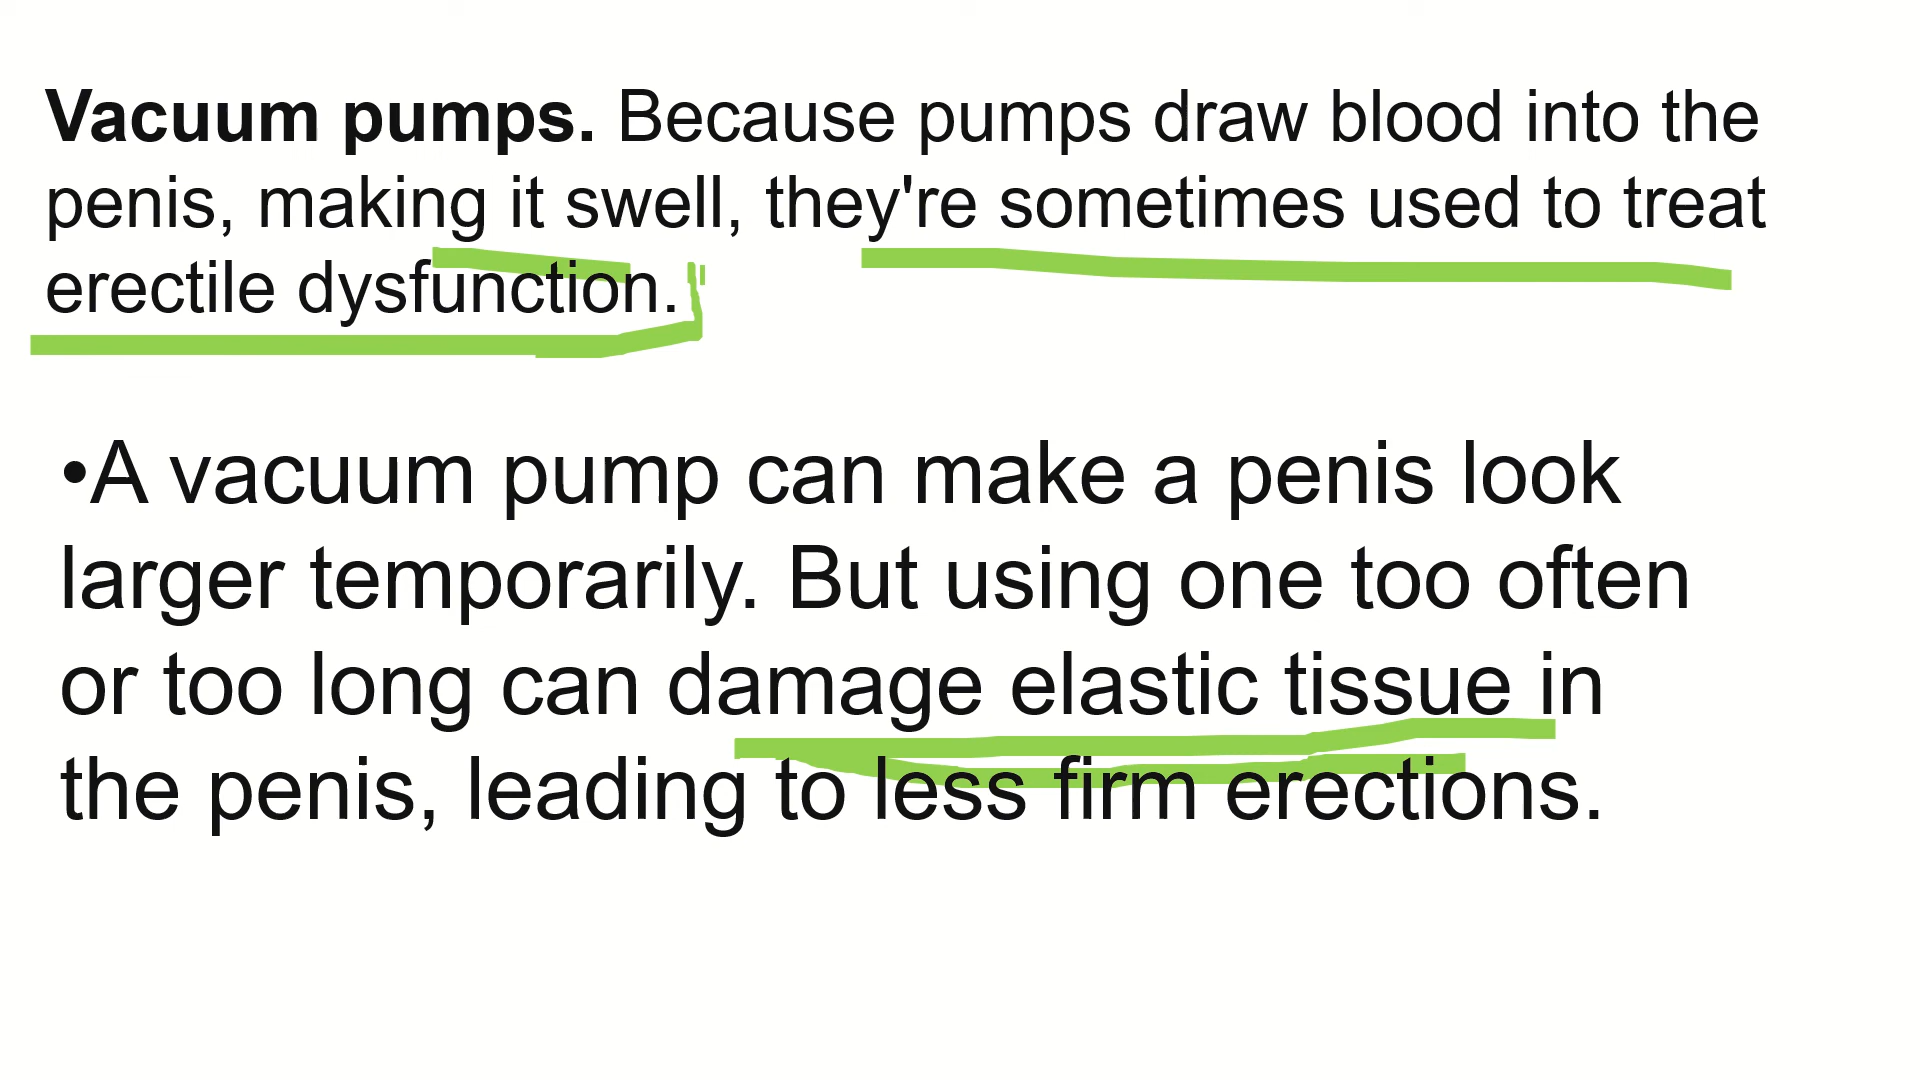 Vacuum pumps. Because pumps draw blood into the
penis, making it swell, they're sometimes used to treat
erectile dysfunction.
•A vacuum pump can make a penis look
larger temporarily. But using one too often
or too long can damage elastic tissue in
the penis, leading to less firm erections.